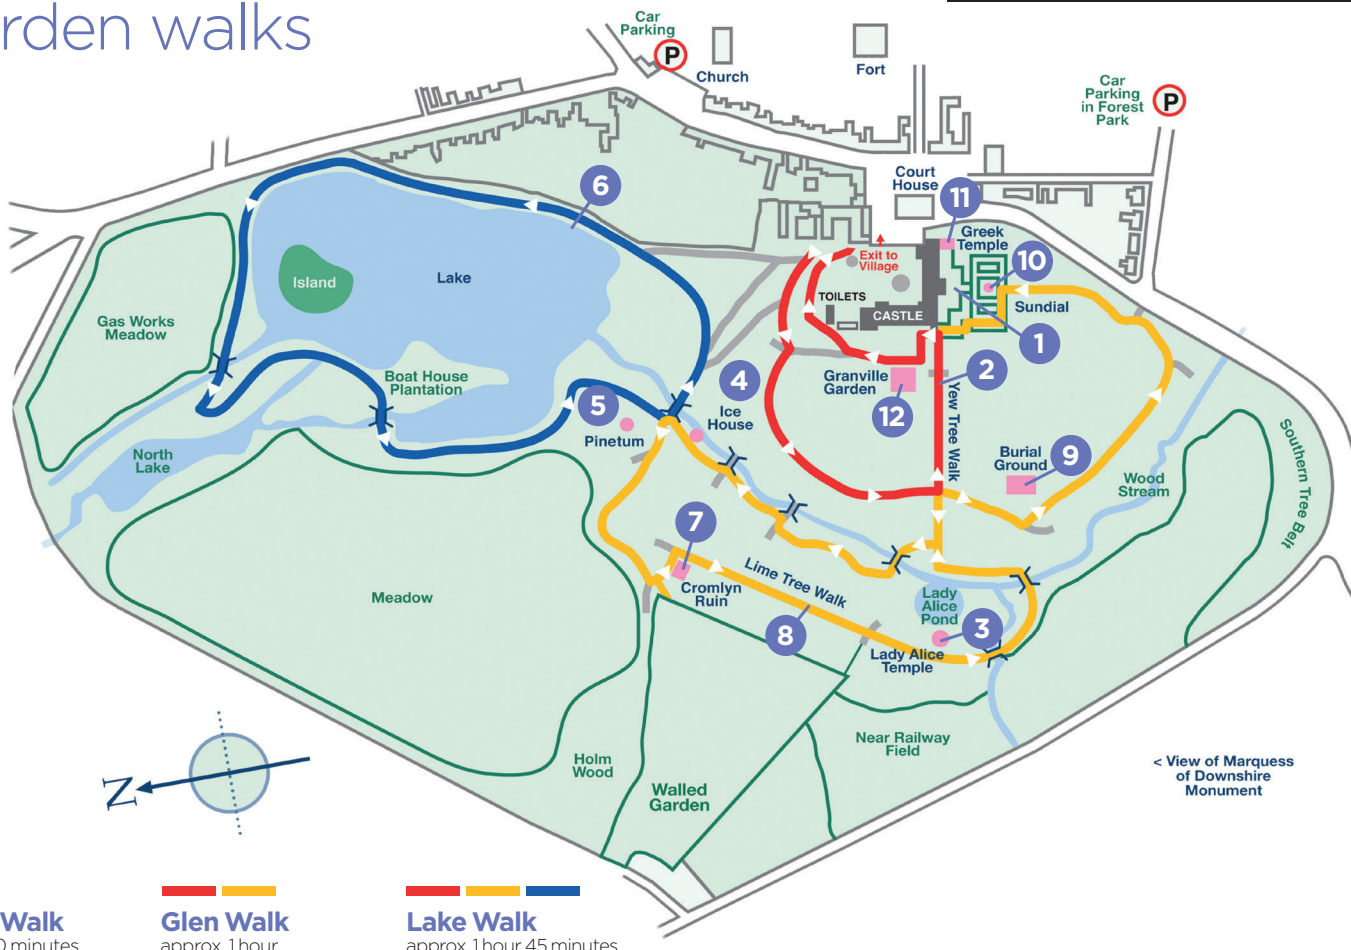 rden walks
Car
Parking
P
Church
Fort
Car
Parking
in Forest
Park
P
Court
House
6
11
Greek
Temple
10
Sundial
Exit to
Village
TOILETS
CASTLE
1
Island
Lake
Gas Works
Meadow
Boat House
Plantation
4
Ice
House
5
Pinetum
Granville
Garden
12
2
Yew Tree Walk
Burial
Ground
9
Wood
Stream
Southern Tree Belt
North
Lake
7
Cromlyn
Ruin
Lime Tree Walk
8
Lady
Alice
Pond
3
Lady Alice
Temple
Meadow
Near Railway
Field
Holm
Wood
Walled
Garden
< View of Marquess
of Downshire
Monument
N
Walk
0 minutes
Glen Walk
approx. 1 hour
Lake Walk
approx. 1 hour 45 minutes